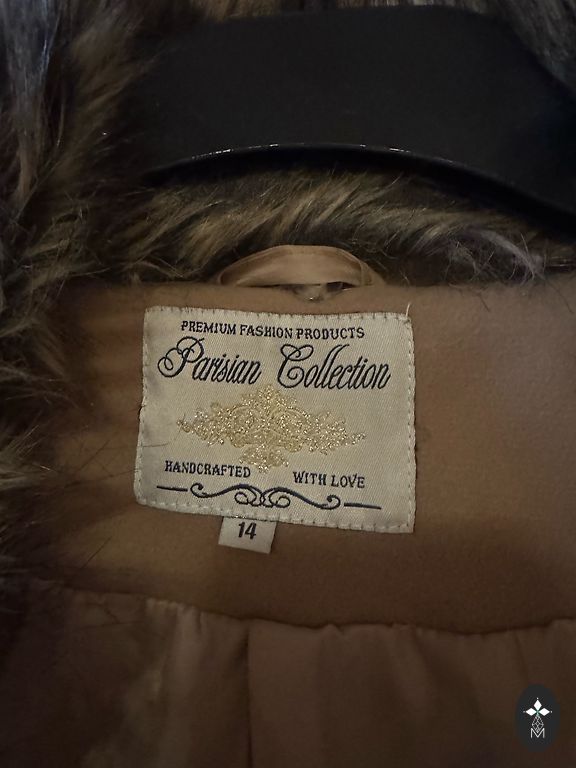 PREMIUM FASHION PRODUCTS
Parisian Collection
HANDCRAFTED WITH LOVE
14
M